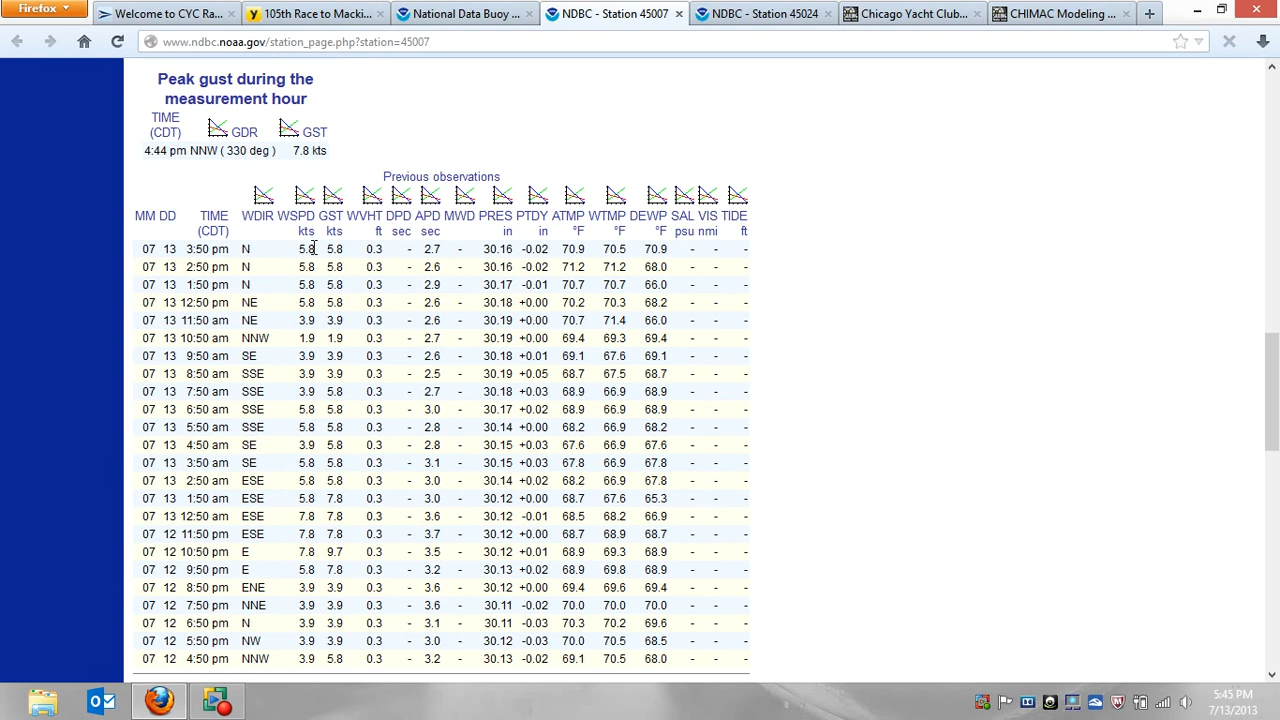 Firefox
Welcome to CYC Ra...
105th Race to Macki...
National Data Buoy ...
NDBC - Station 45007
NDBC - Station 45024
Chicago Yacht Club...
CHIMAC Modeling ...
www.ndbc.noaa.gov/station_page.php?station=45007
Peak gust during the
measurement hour
TIME
(CDT) GDR GST
4:44 pm NNW ( 330 deg ) 7.8 kts
Previous observations
MM DD TIME WDIR WSPD GST WVHT DPD APD MWD PRES PTDY ATMP WTMP DEWP SAL VIS TIDE
(CDT) kts kts ft sec sec in in °F °F °F psu nmi ft
07 13 3:50 pm N 5.8 5.8 0.3 - 2.7 - 30.16 -0.02 70.9 70.5 70.9 - - -
07 13 2:50 pm N 5.8 5.8 0.3 - 2.6 - 30.16 -0.02 71.2 71.2 68.0 - - -
07 13 1:50 pm N 5.8 5.8 0.3 - 2.9 - 30.17 -0.01 70.7 70.7 66.0 - - -
07 13 12:50 pm NE 5.8 5.8 0.3 - 2.6 - 30.18 +0.00 70.2 70.3 68.2 - - -
07 13 11:50 am NE 3.9 3.9 0.3 - 2.6 - 30.19 +0.00 70.7 71.4 66.0 - - -
07 13 10:50 am NNW 1.9 1.9 0.3 - 2.7 - 30.19 +0.00 69.4 69.3 69.4 - - -
07 13 9:50 am SE 3.9 3.9 0.3 - 2.6 - 30.18 +0.01 69.1 67.6 69.1 - - -
07 13 8:50 am SSE 3.9 3.9 0.3 - 2.5 - 30.19 +0.05 68.7 67.5 68.7 - - -
07 13 7:50 am SSE 3.9 5.8 0.3 - 2.7 - 30.18 +0.03 68.9 66.9 68.9 - - -
07 13 6:50 am SSE 5.8 5.8 0.3 - 3.0 - 30.17 +0.02 68.9 66.9 68.9 - - -
07 13 5:50 am SSE 5.8 5.8 0.3 - 2.8 - 30.14 +0.00 68.2 66.9 68.2 - - -
07 13 4:50 am SE 3.9 5.8 0.3 - 2.8 - 30.15 +0.03 67.6 66.9 67.6 - - -
07 13 3:50 am SE 5.8 5.8 0.3 - 3.1 - 30.15 +0.03 67.8 66.9 67.8 - - -
07 13 2:50 am ESE 5.8 5.8 0.3 - 3.0 - 30.14 +0.02 68.2 66.9 67.8 - - -
07 13 1:50 am ESE 5.8 7.8 0.3 - 3.0 - 30.12 +0.00 68.7 67.6 65.3 - - -
07 13 12:50 am ESE 7.8 7.8 0.3 - 3.6 - 30.12 -0.01 68.5 68.2 66.9 - - -
07 12 11:50 pm ESE 7.8 7.8 0.3 - 3.7 - 30.12 +0.00 68.7 68.9 68.7 - - -
07 12 10:50 pm E 7.8 9.7 0.3 - 3.5 - 30.12 +0.01 68.9 69.3 68.9 - - -
07 12 9:50 pm E 5.8 7.8 0.3 - 3.2 - 30.13 +0.02 68.9 69.8 68.9 - - -
07 12 8:50 pm ENE 3.9 3.9 0.3 - 3.6 - 30.12 +0.00 69.4 69.6 69.4 - - -
07 12 7:50 pm NNE 3.9 3.9 0.3 - 3.6 - 30.11 -0.02 70.0 70.0 70.0 - - -
07 12 6:50 pm N 3.9 3.9 0.3 - 3.1 - 30.11 -0.03 70.3 70.2 69.6 - - -
07 12 5:50 pm NW 3.9 3.9 0.3 - 3.0 - 30.12 -0.03 70.0 70.5 68.5 - - -
07 12 4:50 pm NNW 3.9 5.8 0.3 - 3.2 - 30.13 -0.02 69.1 70.5 68.0 - - -
5:45 PM
7/13/2013